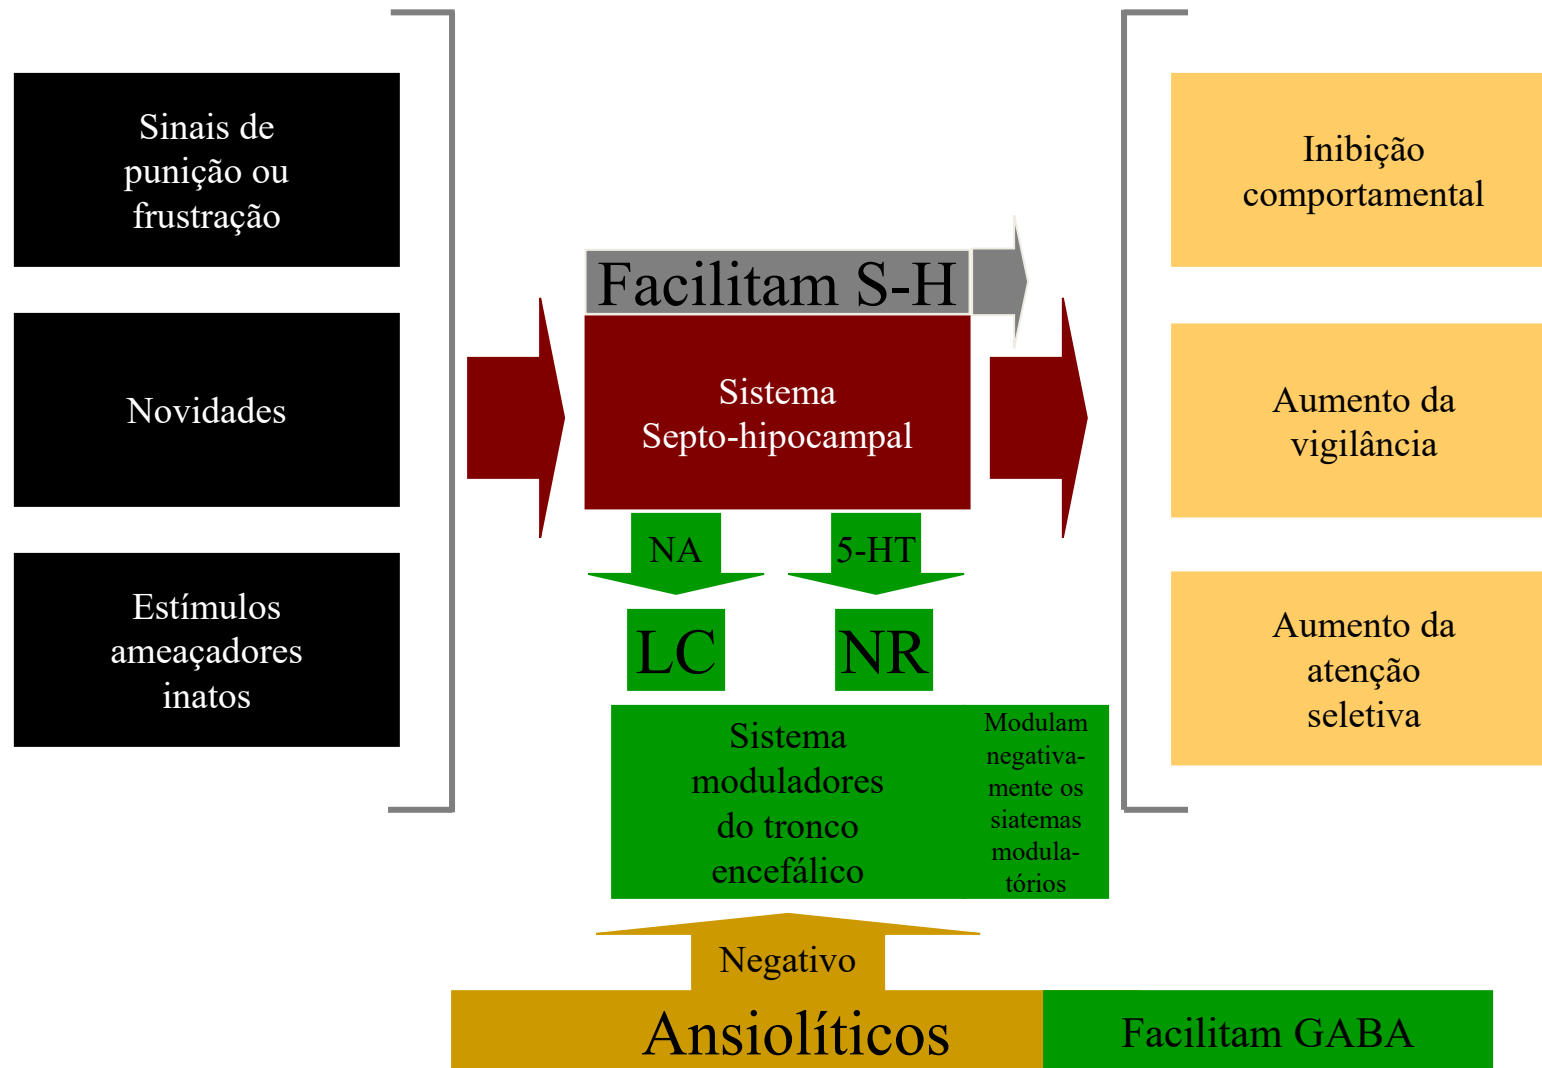 Sinais de
punição ou
frustração
Novidades
Estímulos
ameaçadores
inatos
Facilitam S-H
Sistema
Septo-hipocampal
NA
5-HT
LC
NR
Sistema
moduladores
do tronco
encefálico
Modulam
negativa-
mente os
siatemas
modula-
tórios
Negativo
Ansiolíticos
Facilitam GABA
Inibição
comportamental
Aumento da
vigilância
Aumento da
atenção
seletiva